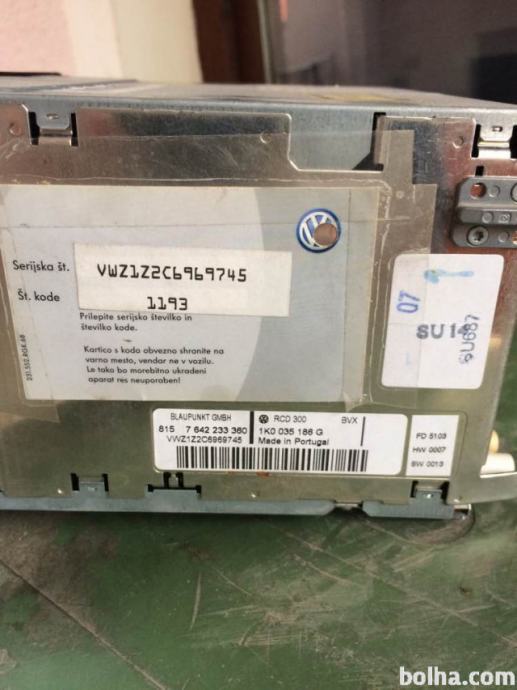 Serijska št. VWZ1Z2C6969745
Št. kode 1193
Prilepite serijsko številko in
številko kode.
Kartico s kodo obvezno shranite na
varno mesto, vendar ne v vozilu.
Le tako bo morebitno ukradeni
aparat res neuporaben!
07
SU 1
SU687
BLAUPUNKT GMBH
815 7 642 233 360
VWZ1Z2C6969745
RCD 300 BVX
1K0 035 186 G
Made in Portugal
FD 5103
HW 0007
SW 0013
bolha.com